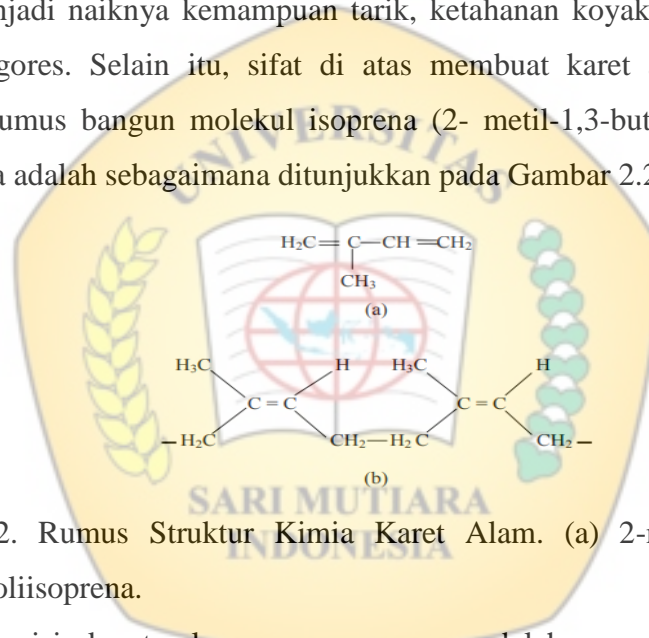 njadi naiknya kemampuan tarik, ketahanan koyak
gores. Selain itu, sifat di atas membuat karet
umus bangun molekul isoprena (2- metil-1,3-but
a adalah sebagaimana ditunjukkan pada Gambar 2.2
UNIVERSITAS
H₂C= C—CH =CH₂
CH₃
(a)
H₃C H H₃C H
C = C C = C
–H₂C CH₂—H₂C CH₂–
(b)
SARI MUTIARA
INDONESIA
2. Rumus Struktur Kimia Karet Alam. (a) 2-
oliisoprena.